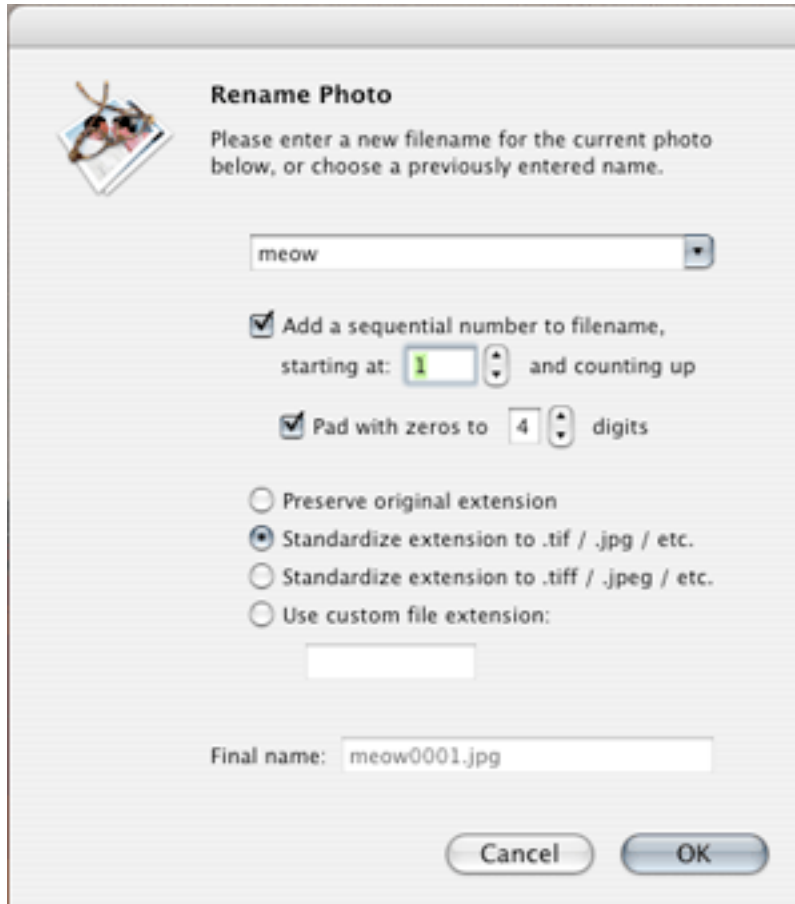 Rename Photo
Please enter a new filename for the current photo
below, or choose a previously entered name.
meow
Add a sequential number to filename,
starting at: 1 and counting up
Pad with zeros to 4 digits
Preserve original extension
Standardize extension to .tif / .jpg / etc.
Standardize extension to .tiff / .jpeg / etc.
Use custom file extension:
Final name: meow0001.jpg
Cancel OK